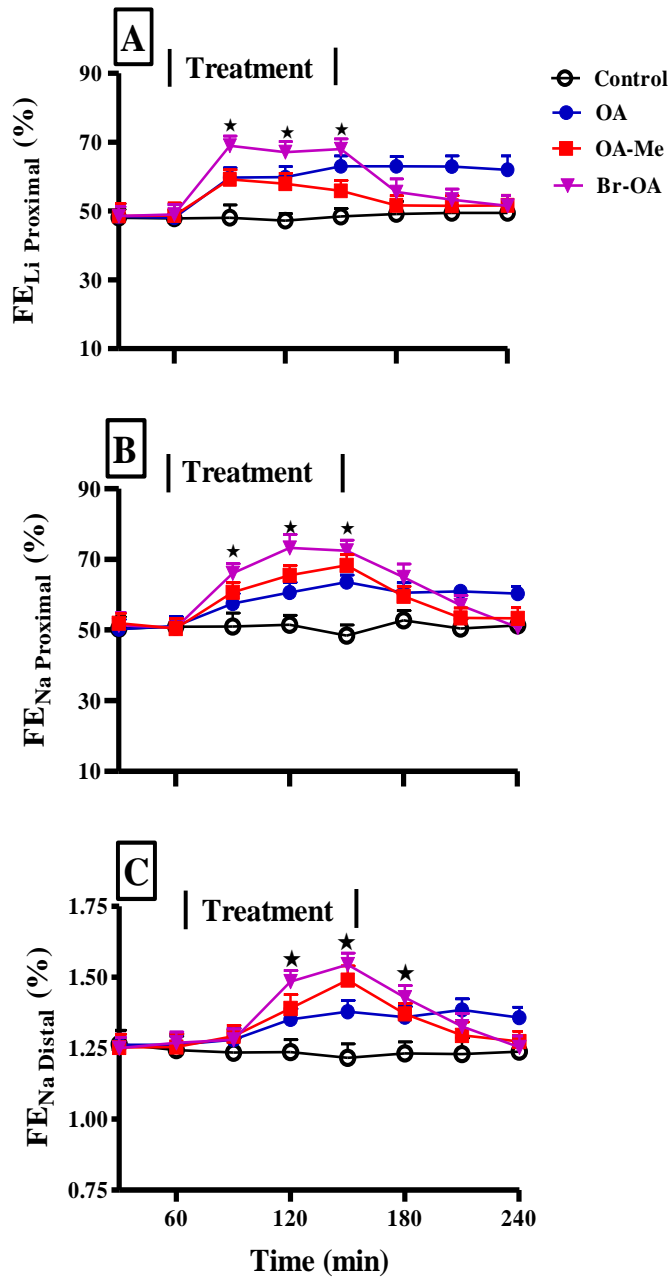 A
| Treatment |
Control
OA
OA-Me
Br-OA
FELi Proximal (%)
90
70
50
30
10
★ ★ ★
B
| Treatment |
FENa Proximal (%)
90
70
50
30
10
★ ★ ★
C
| Treatment |
FENa Distal (%)
1.75
1.50
1.25
1.00
0.75
★ ★ ★
60 120 180 240
Time (min)